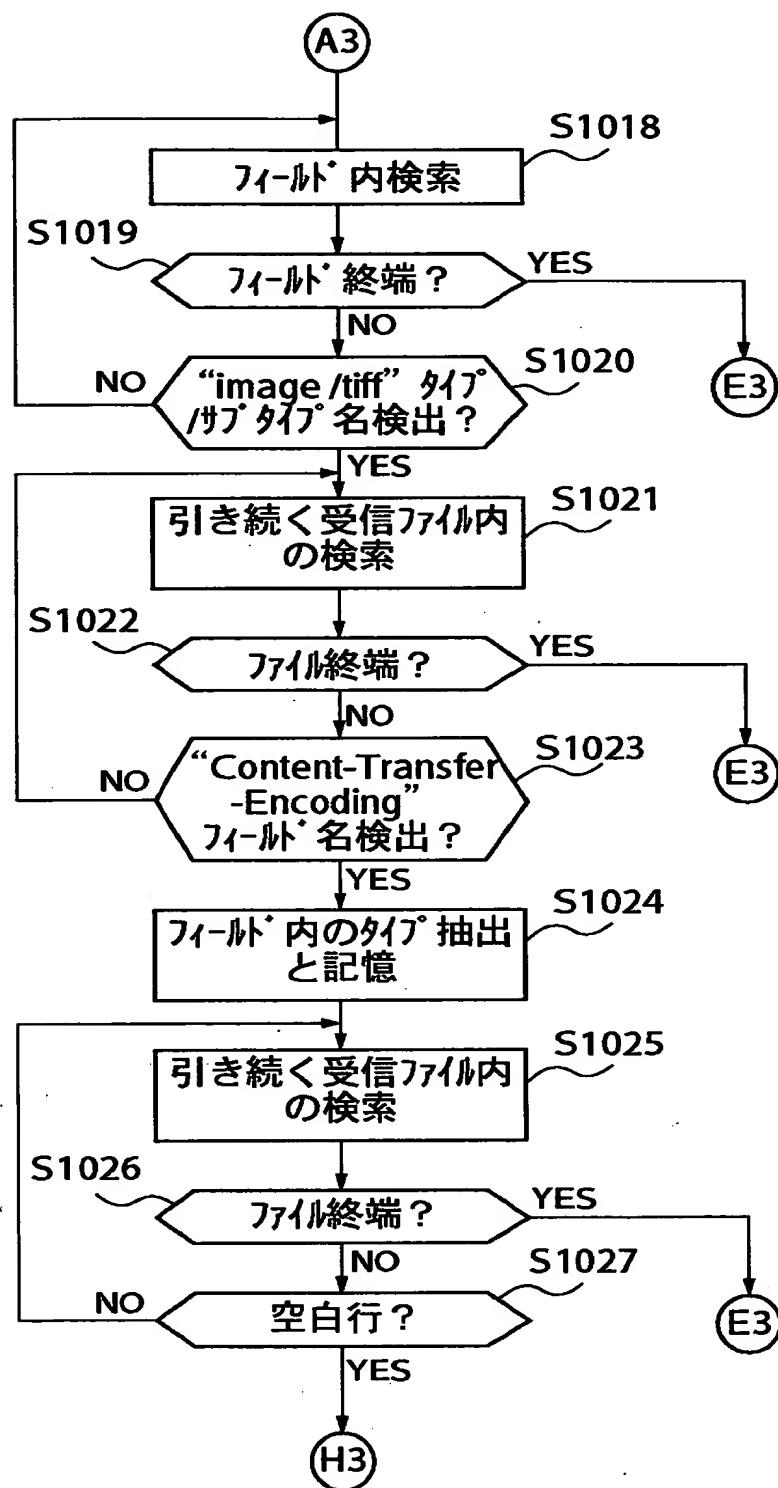 A3
S1018
フィールド内検索
S1019
フィールド終端？
YES
NO
E3
S1020
NO
“image /tiff” タイプ
/サブタイプ名検出？
YES
S1021
引き続く受信ファイル内
の検索
S1022
ファイル終端？
YES
NO
E3
S1023
NO
“Content-Transfer
-Encoding”
フィールド名検出？
YES
S1024
フィールド内のタイプ抽出
と記憶
S1025
引き続く受信ファイル内
の検索
S1026
ファイル終端？
YES
NO
S1027
NO
空白行？
E3
YES
H3